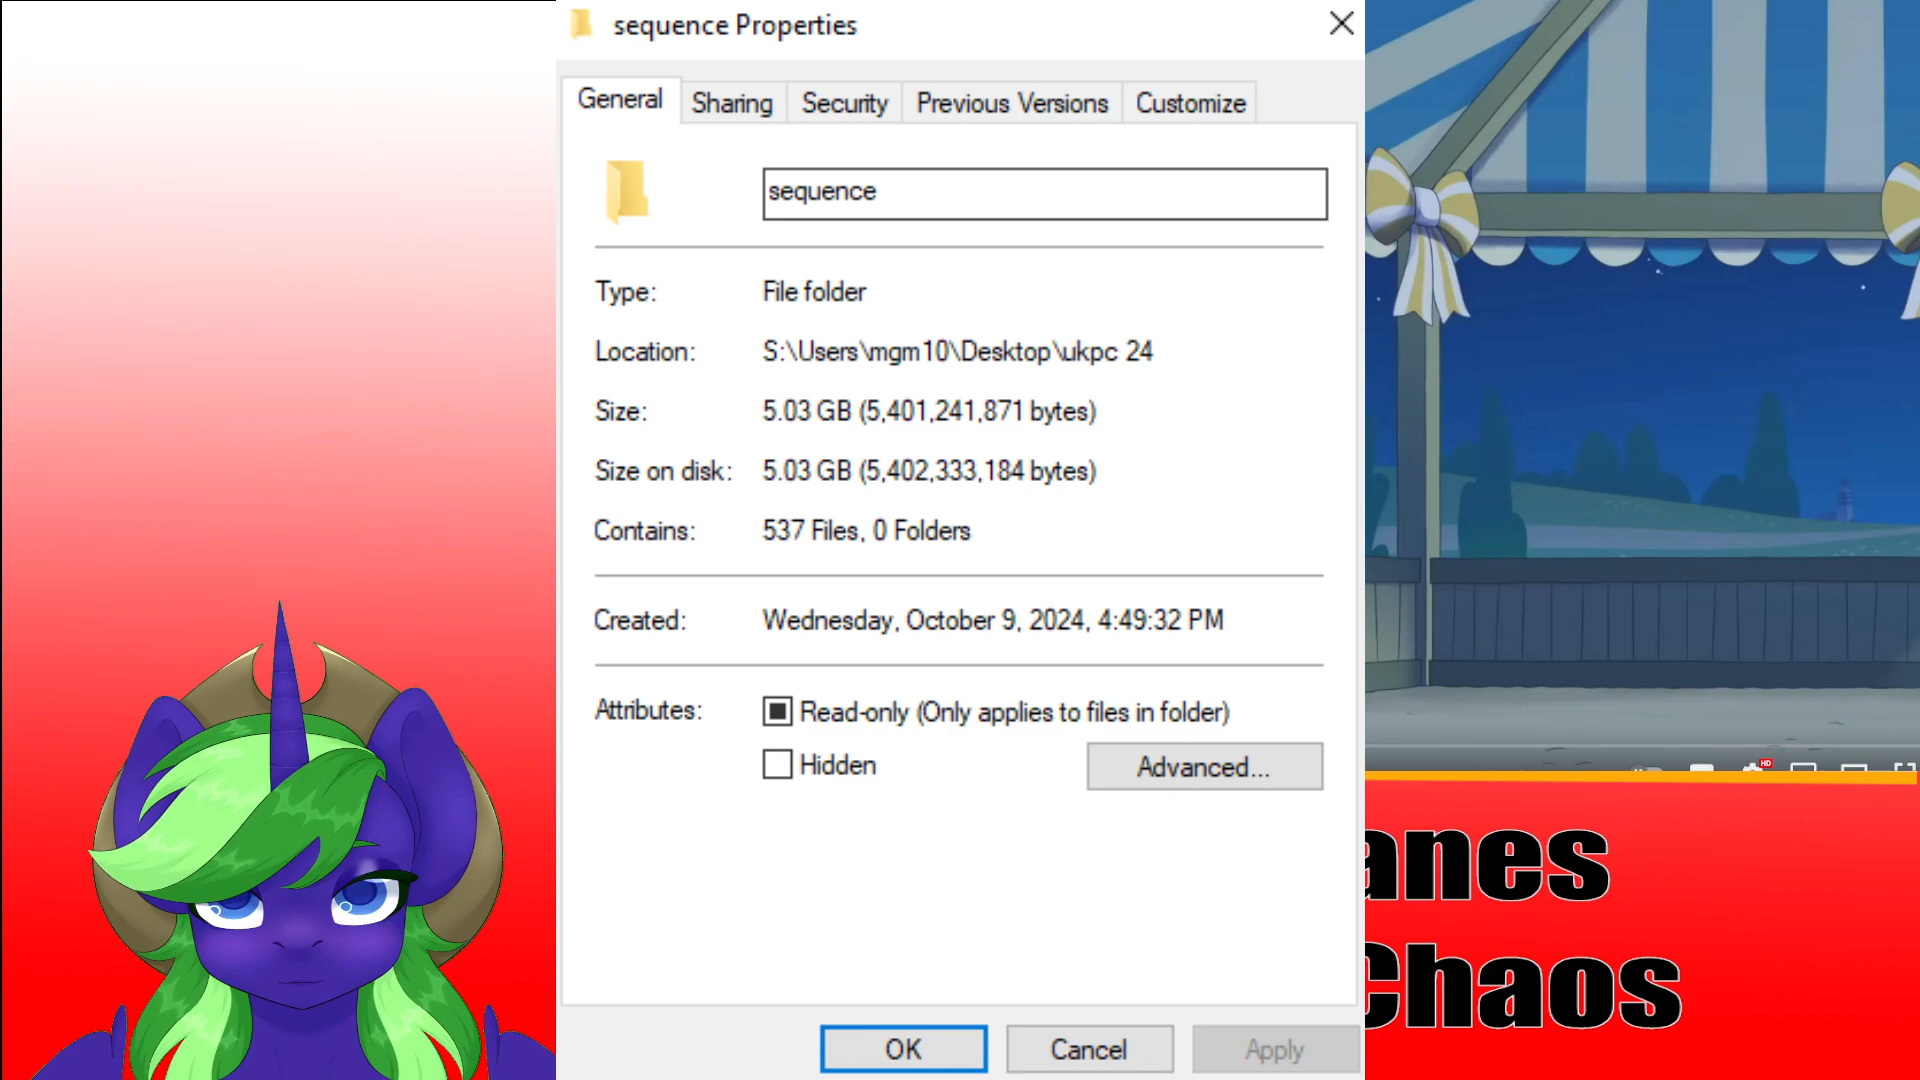 sequence Properties
General Sharing Security Previous Versions Customize
sequence
Type: File folder
Location: S:\Users\mgm10\Desktop\ukpc 24
Size: 5.03 GB (5,401,241,871 bytes)
Size on disk: 5.03 GB (5,402,333,184 bytes)
Contains: 537 Files, 0 Folders
Created: Wednesday, October 9, 2024, 4:49:32 PM
Attributes: Read-only (Only applies to files in folder)
Hidden Advanced...
OK Cancel Apply
HD
anes
Chaos